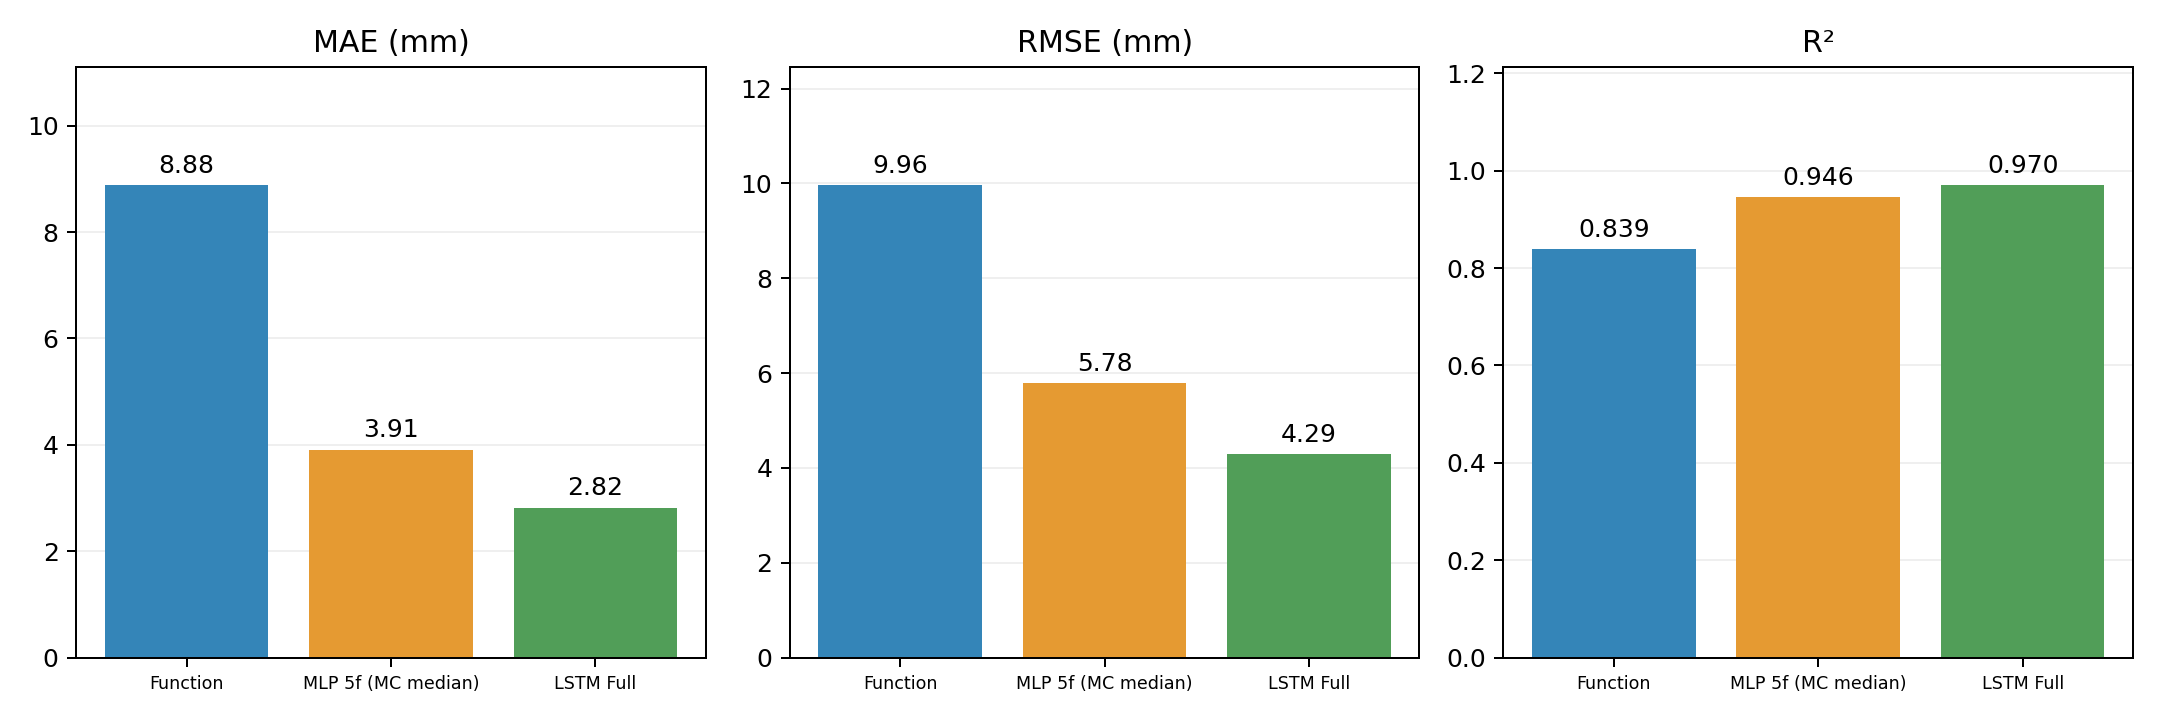 MAE (mm)
10
8
6
4
2
0
8.88
3.91
2.82
Function
MLP 5f (MC median)
LSTM Full
RMSE (mm)
12
10
8
6
4
2
0
9.96
5.78
4.29
Function
MLP 5f (MC median)
LSTM Full
R²
1.2
1.0
0.8
0.6
0.4
0.2
0.0
0.839
0.946
0.970
Function
MLP 5f (MC median)
LSTM Full